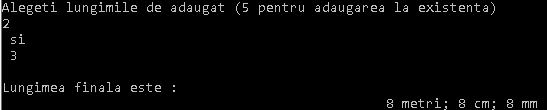 Alegeti lungimile de adaugat (5 pentru adaugarea la existenta)
2
si
3
Lungimea finala este :
8 metri; 8 cm; 8 mm